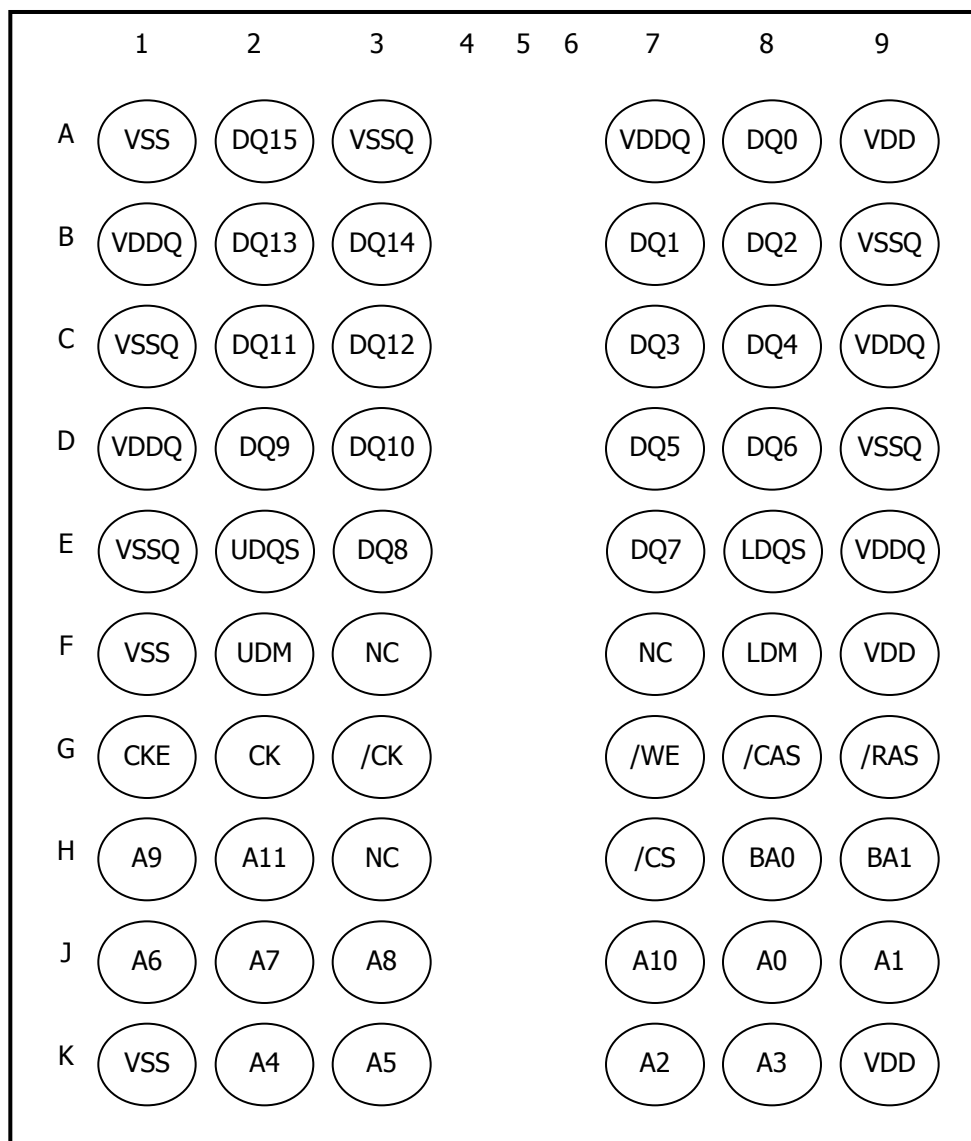 1 2 3 4 5 6 7 8 9
A VSS DQ15 VSSQ VDDQ DQ0 VDD
B VDDQ DQ13 DQ14 DQ1 DQ2 VSSQ
C VSSQ DQ11 DQ12 DQ3 DQ4 VDDQ
D VDDQ DQ9 DQ10 DQ5 DQ6 VSSQ
E VSSQ UDQS DQ8 DQ7 LDQS VDDQ
F VSS UDM NC NC LDM VDD
G CKE CK /CK /WE /CAS /RAS
H A9 A11 NC /CS BA0 BA1
J A6 A7 A8 A10 A0 A1
K VSS A4 A5 A2 A3 VDD